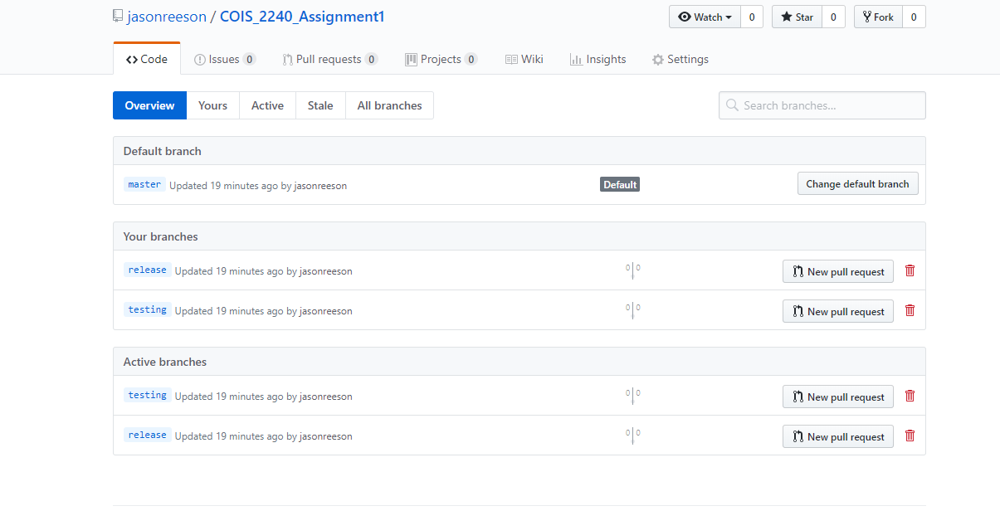 jasonreeson / COIS_2240_Assignment1 Watch 0 Star 0 Fork 0
Code Issues 0 Pull requests 0 Projects 0 Wiki Insights Settings
Overview Yours Active Stale All branches Search branches...
Default branch
master Updated 19 minutes ago by jasonreeson Default Change default branch
Your branches
release Updated 19 minutes ago by jasonreeson 0 0 New pull request
testing Updated 19 minutes ago by jasonreeson 0 0 New pull request
Active branches
testing Updated 19 minutes ago by jasonreeson 0 0 New pull request
release Updated 19 minutes ago by jasonreeson 0 0 New pull request